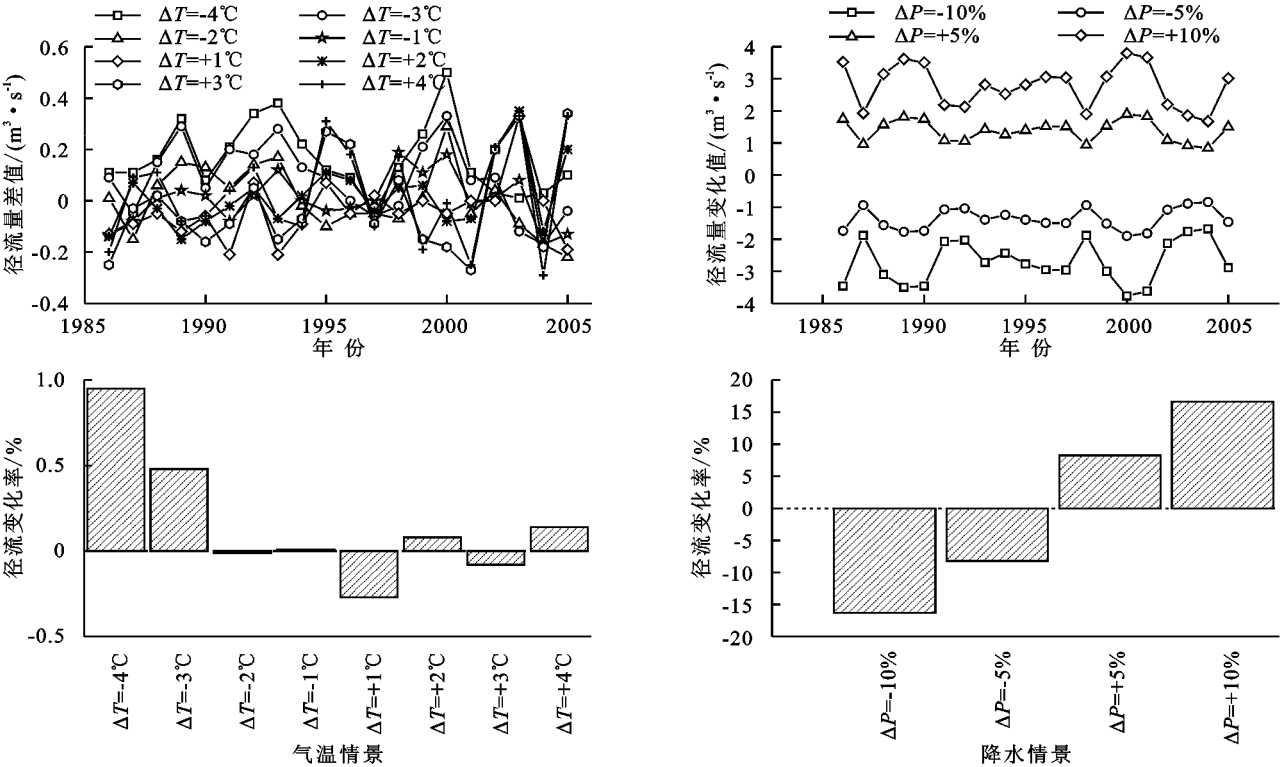 ΔT=-4℃ ΔT=-3℃
ΔT=-2℃ ΔT=-1℃
ΔT=+1℃ ΔT=+2℃
ΔT=+3℃ ΔT=+4℃
径流量差值/(m³·s⁻¹)
0.6
0.4
0.2
0
-0.2
-0.4
1985 1990 1995 2000 2005
年 份
ΔP=-10% ΔP=-5%
ΔP=+5% ΔP=+10%
径流量变化值/(m³·s⁻¹)
4
3
2
1
0
-1
-2
-3
-4
1985 1990 1995 2000 2005
年 份
径流变化率/%
1.0
0.5
0
-0.5
ΔT=-4℃
ΔT=-3℃
ΔT=-2℃
ΔT=-1℃
ΔT=+1℃
ΔT=+2℃
ΔT=+3℃
ΔT=+4℃
气温情景
径流变化率/%
20
15
10
5
0
-5
-10
-15
-20
ΔP=-10%
ΔP=-5%
ΔP=+5%
ΔP=+10%
降水情景